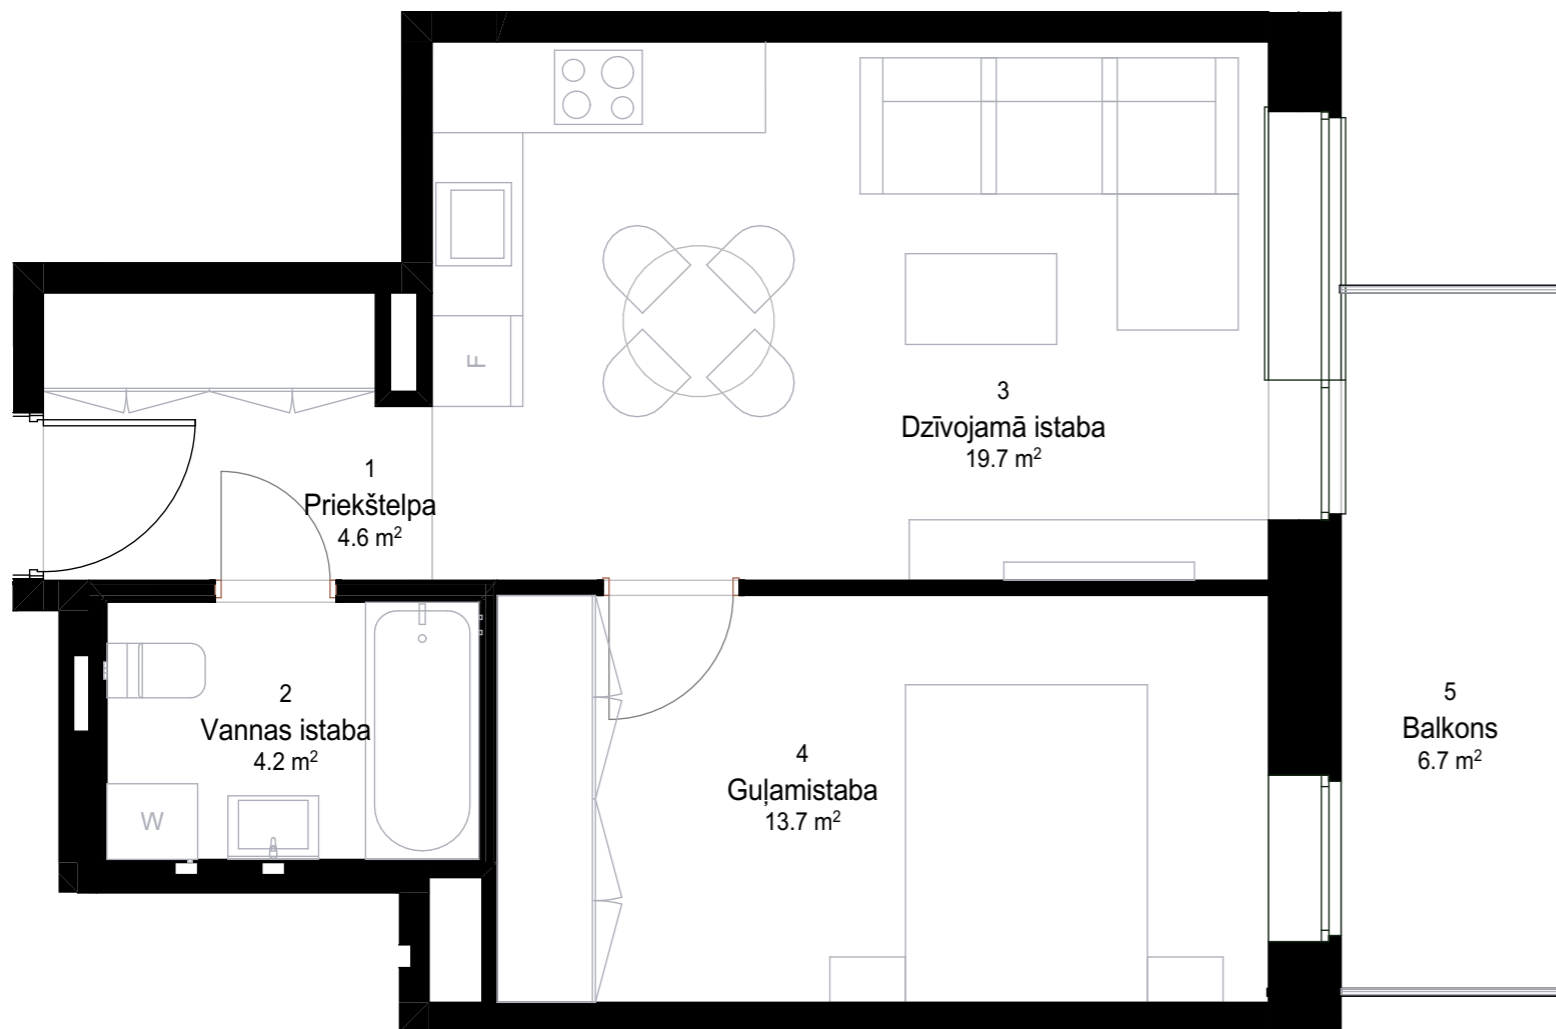 F
3
Dzīvojamā istaba
19.7 m²
1
Priekštelpa
4.6 m²
2
Vannas istaba
4.2 m²
W
4
Guļamistaba
13.7 m²
5
Balkons
6.7 m²